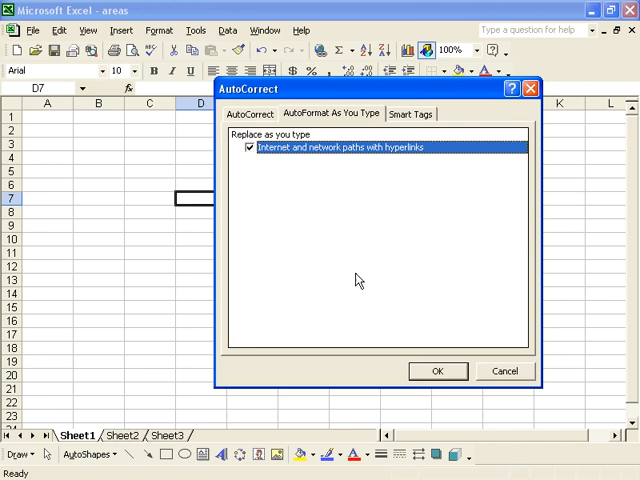 Microsoft Excel - areas
File Edit View Insert Format Tools Data Window Help
Type a question for help
100%
Arial 10 B I U $ % ,
D7 fx
AutoCorrect
AutoCorrect AutoFormat As You Type Smart Tags
Replace as you type
Internet and network paths with hyperlinks
OK Cancel
A B C D K L
1
2
3
4
5
6
7
8
9
10
11
12
13
14
15
16
17
18
19
20
21
22
23
Sheet1 Sheet2 Sheet3
Draw AutoShapes
Ready